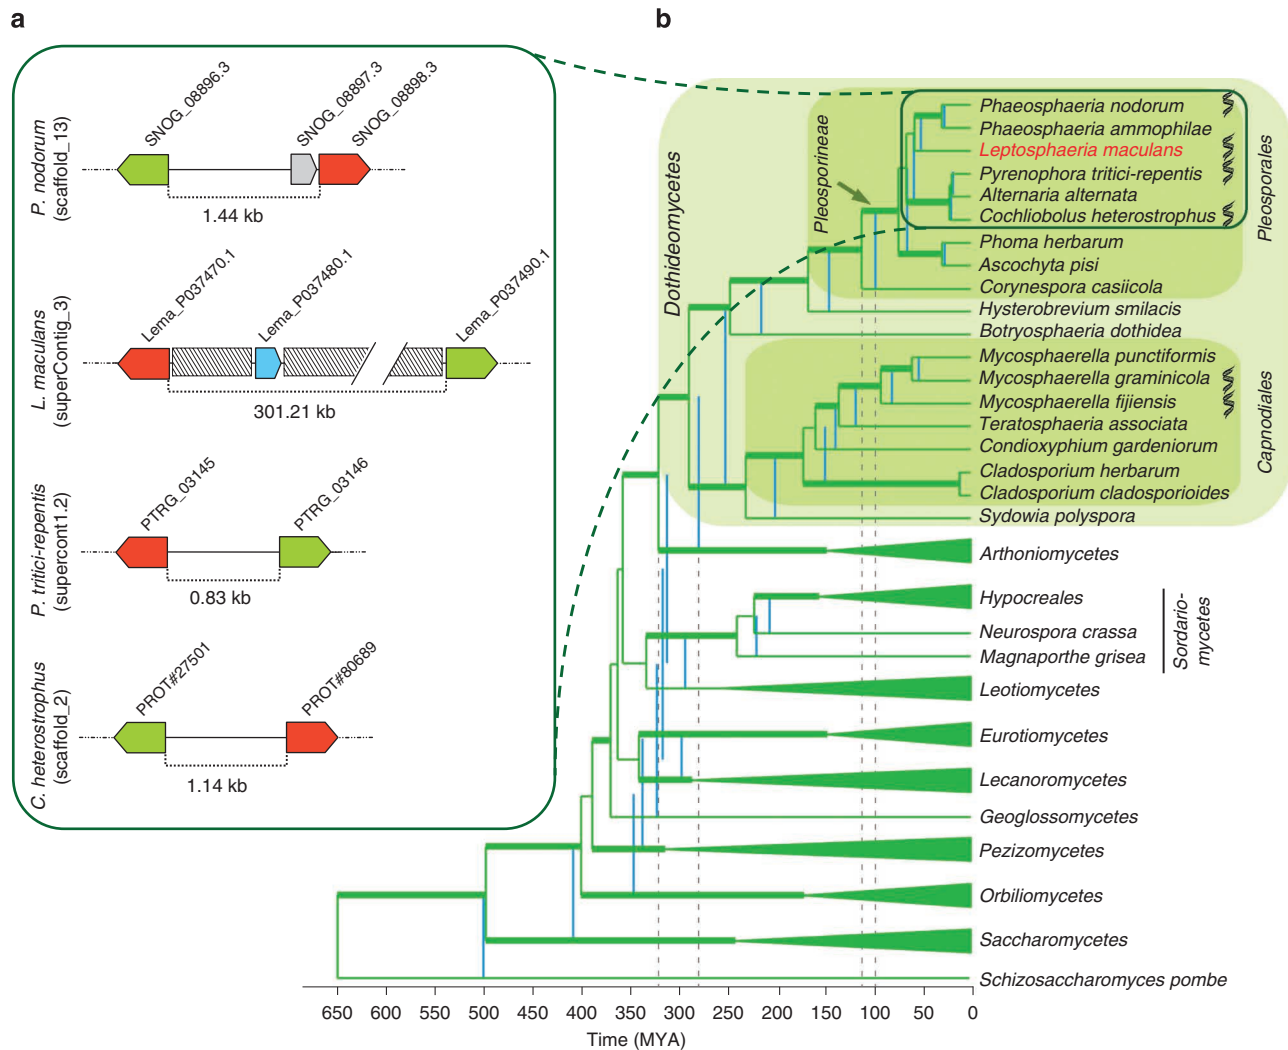 a
b
SNOG_08896.3
SNOG_08897.3
SNOG_08898.3
P. nodorum
(scaffold_13)
1.44 kb
Lema_P037470.1
Lema_P037480.1
Lema_P037490.1
L. maculans
(superContig_3)
301.21 kb
PTRG_03145
PTRG_03146
P. tritici-repentis
(supercont1.2)
0.83 kb
PROT#27501
PROT#80689
C. heterostrophus
(scaffold_2)
1.14 kb
Dothideomycetes
Pleosporineae
Pleosporales
Capnodiales
Phaeosphaeria nodorum
Phaeosphaeria ammophilae
Leptosphaeria maculans
Pyrenophora tritici-repentis
Alternaria alternata
Cochliobolus heterostrophus
Phoma herbarum
Ascochyta pisi
Corynespora casiicola
Hysterobrevium smilacis
Botryosphaeria dothidea
Mycosphaerella punctiformis
Mycosphaerella graminicola
Mycosphaerella fijiensis
Teratosphaeria associata
Condioxyphium gardeniorum
Cladosporium herbarum
Cladosporium cladosporioides
Sydowia polyspora
Arthoniomycetes
Hypocreales
Neurospora crassa
Magnaporthe grisea
Sordario-
mycetes
Leotiomycetes
Eurotiomycetes
Lecanoromycetes
Geoglossomycetes
Pezizomycetes
Orbiliomycetes
Saccharomycetes
Schizosaccharomyces pombe
650 600 550 500 450 400 350 300 250 200 150 100 50 0
Time (MYA)